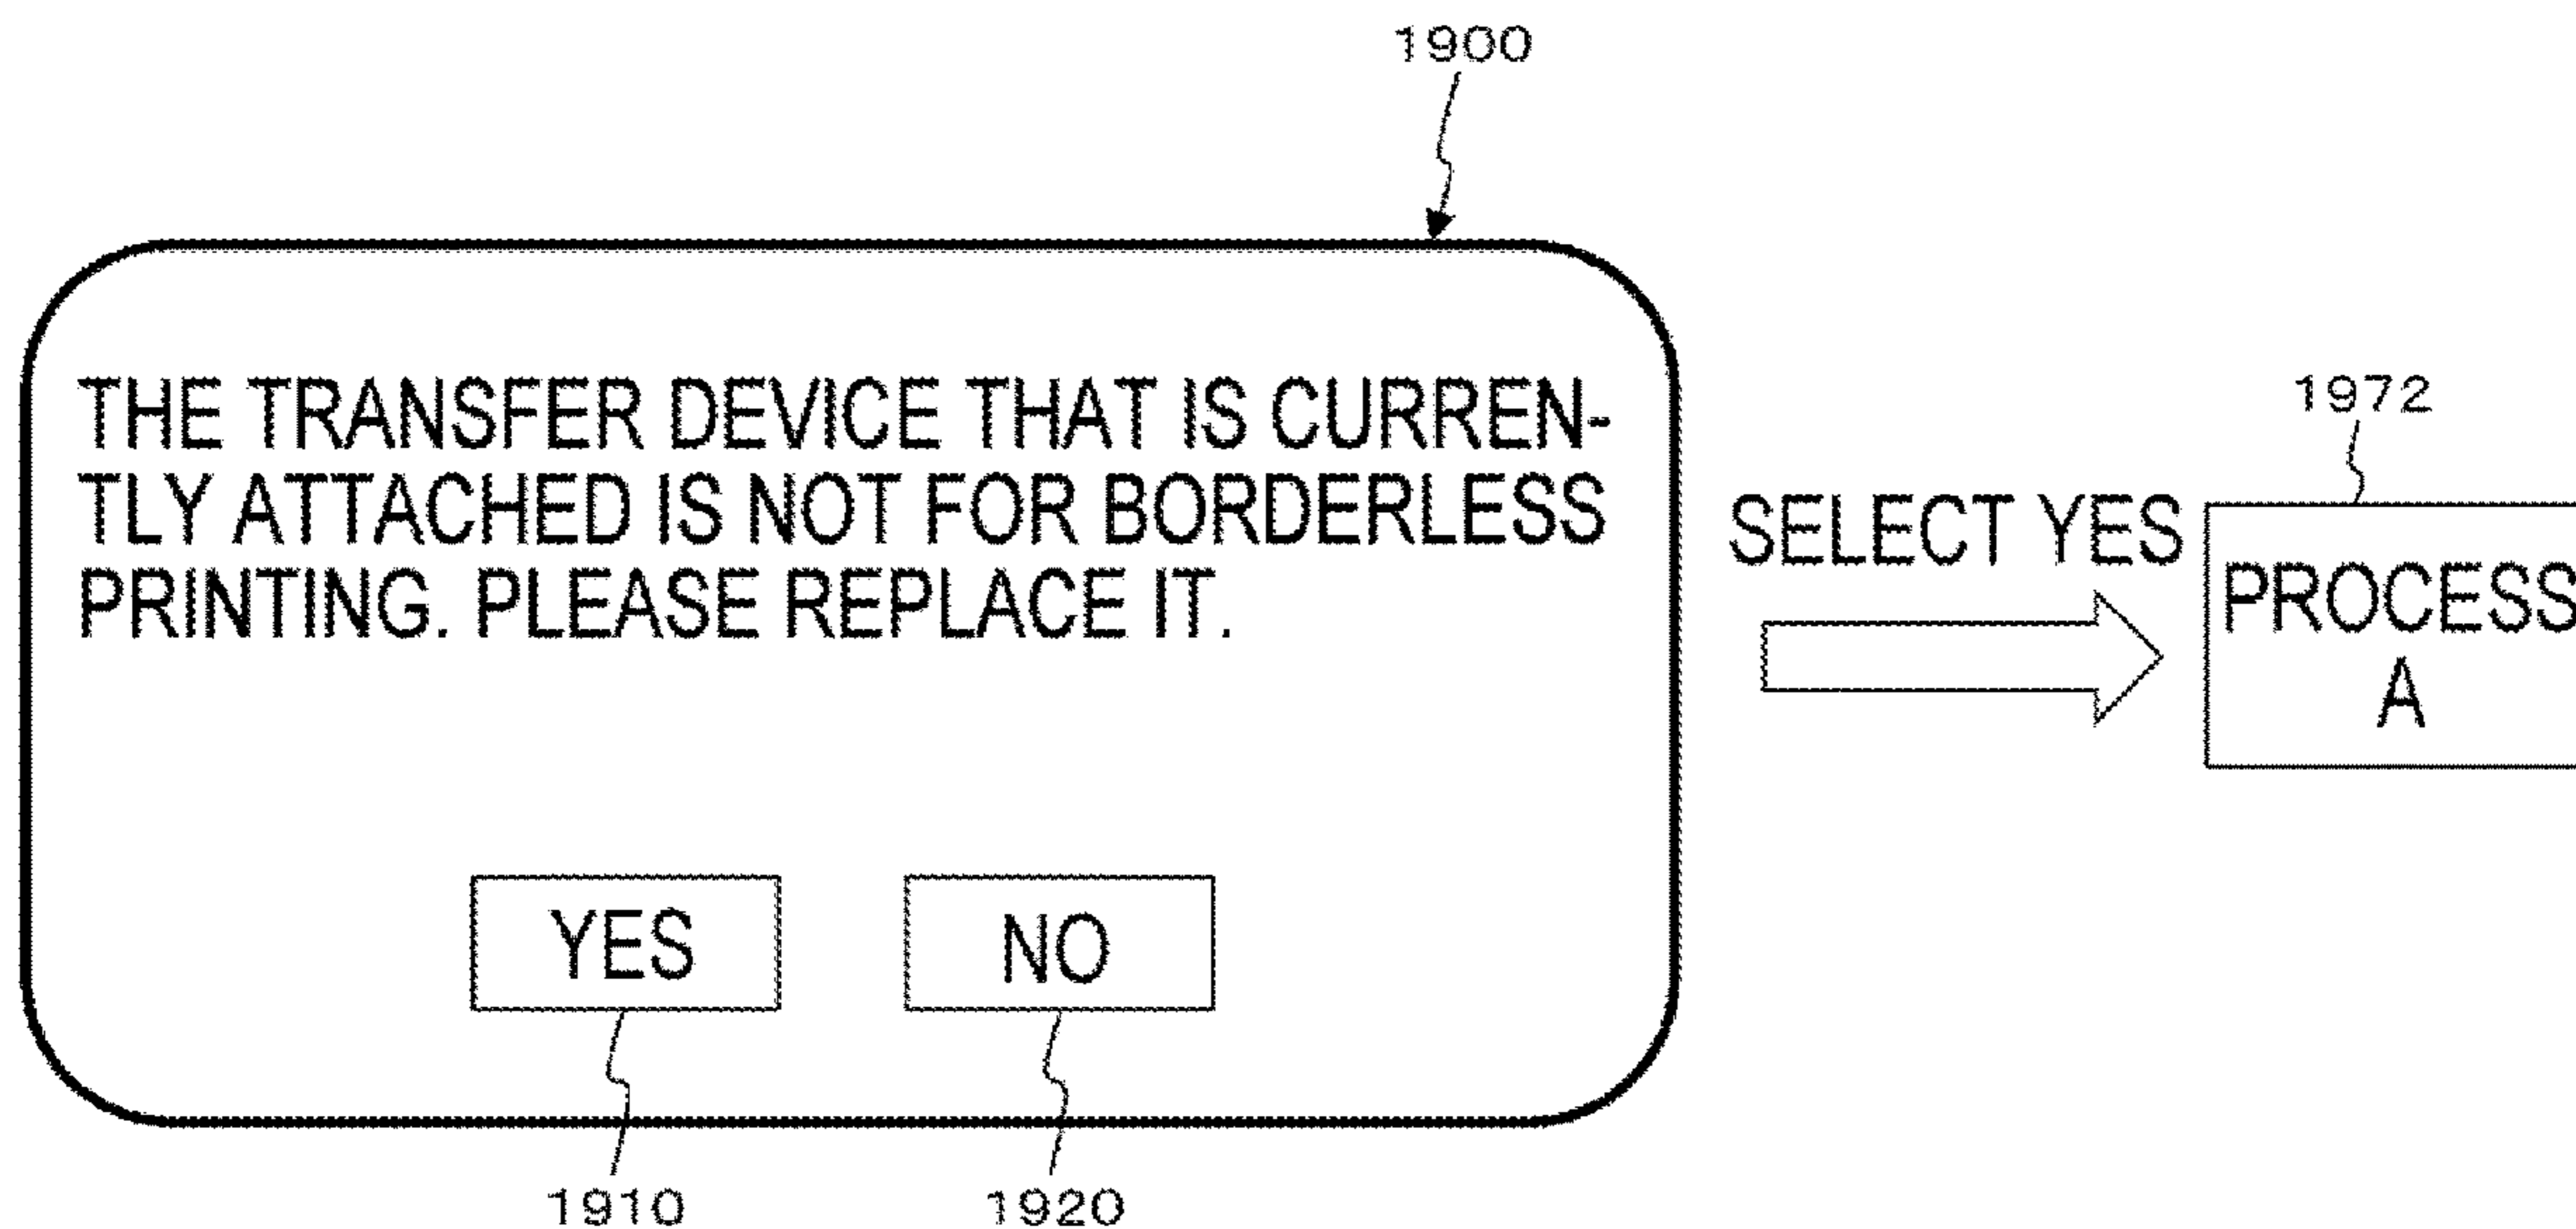 1900
THE TRANSFER DEVICE THAT IS CURREN-
TLY ATTACHED IS NOT FOR BORDERLESS
PRINTING. PLEASE REPLACE IT.
YES
NO
1910
1920
SELECT YES
1972
PROCESS
A